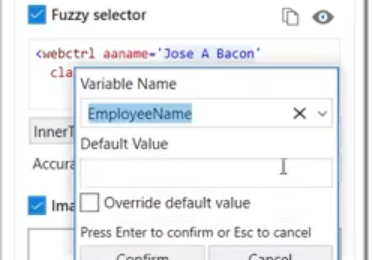 Fuzzy selector
<webctrl aaname='Jose A Bacon'
cla
Variable Name
EmployeeName
InnerT
Default Value
Accura
Override default value
Ima
Press Enter to confirm or Esc to cancel
Confirm Cancel